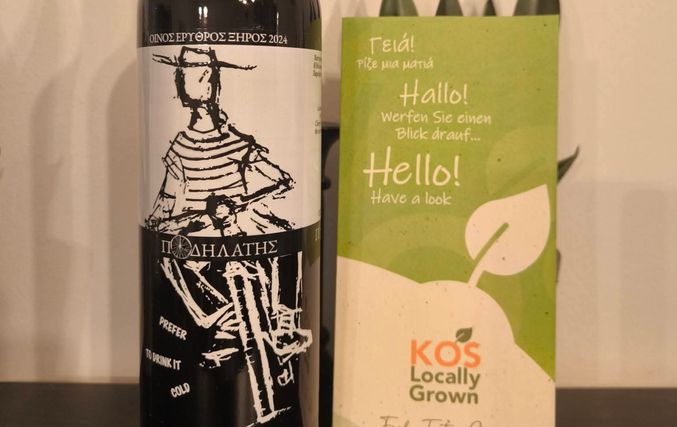 ΟΙΝΟΣ ΕΡΥΘΡΟΣ ΞΗΡΟΣ 2024
ΠΟΔΗΛΑΤΗΣ
PREFER
TO DRINK IT
COLD
Γειά!
Ρίξε μια ματιά
Hallo!
Werfen Sie einen
Blick drauf...
Hello!
Have a look
KOS
Locally
Grown